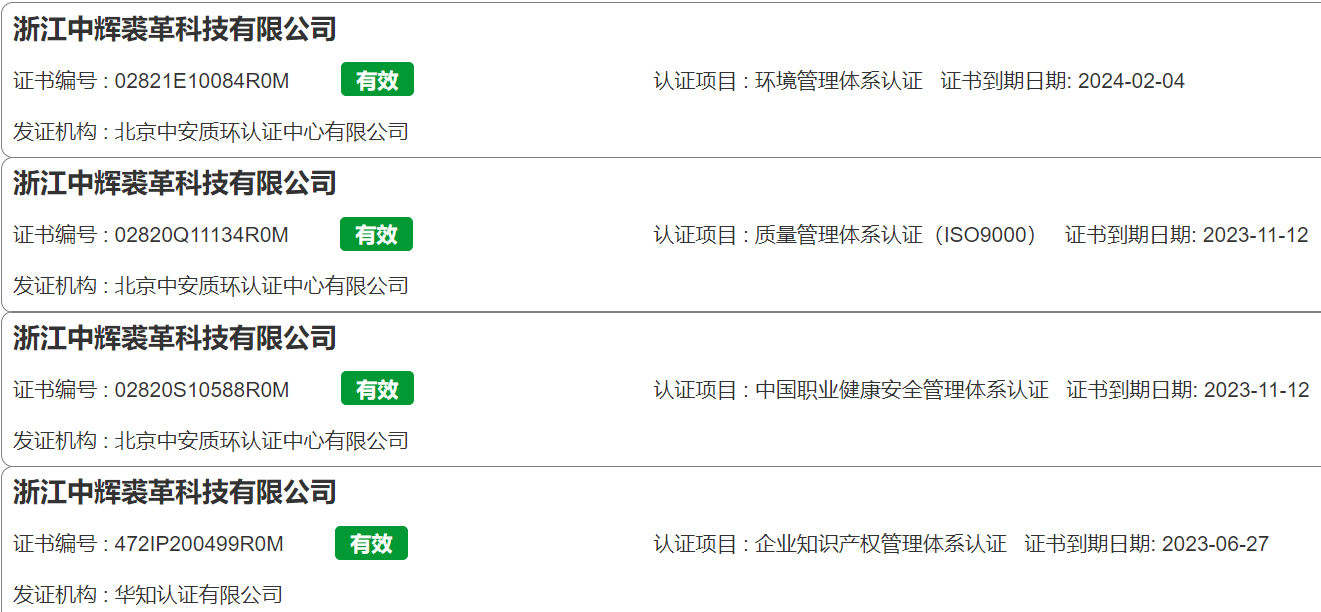 浙江中辉裘革科技有限公司
证书编号 : 02821E10084R0M 有效 认证项目 : 环境管理体系认证 证书到期日期: 2024-02-04
发证机构 : 北京中安质环认证中心有限公司
浙江中辉裘革科技有限公司
证书编号 : 02820Q11134R0M 有效 认证项目 : 质量管理体系认证（ISO9000） 证书到期日期: 2023-11-12
发证机构 : 北京中安质环认证中心有限公司
浙江中辉裘革科技有限公司
证书编号 : 02820S10588R0M 有效 认证项目 : 中国职业健康安全管理体系认证 证书到期日期: 2023-11-12
发证机构 : 北京中安质环认证中心有限公司
浙江中辉裘革科技有限公司
证书编号 : 472IP200499R0M 有效 认证项目 : 企业知识产权管理体系认证 证书到期日期: 2023-06-27
发证机构 : 华知认证有限公司